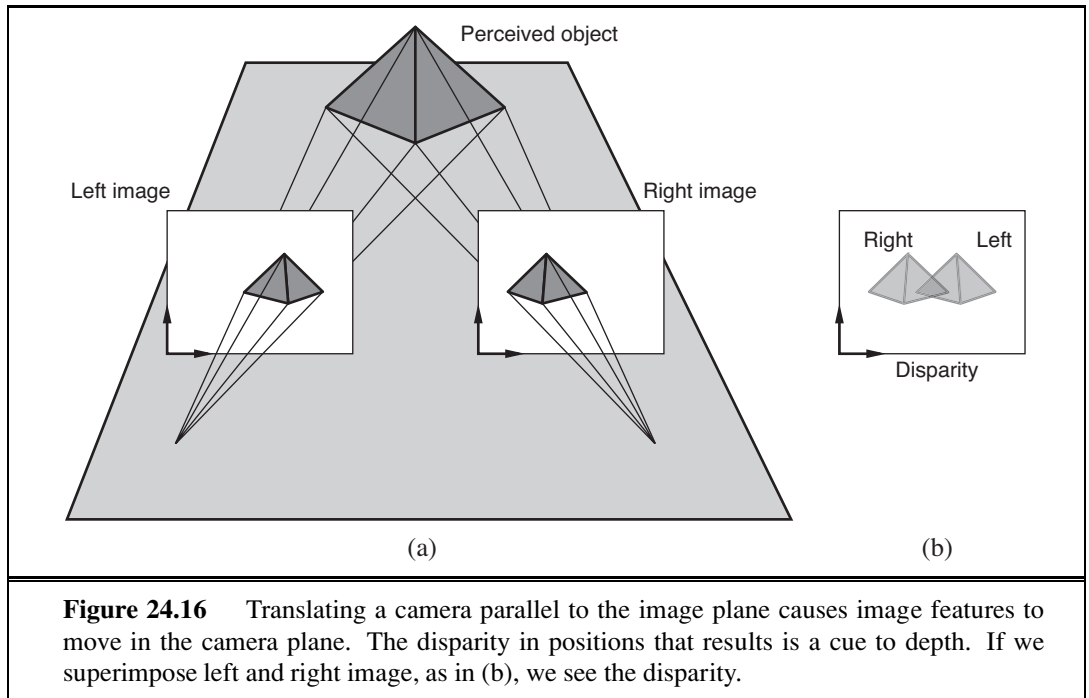 Perceived object
Left image
Right image
Right Left
Disparity
(a)
(b)
Figure 24.16 Translating a camera parallel to the image plane causes image features to
move in the camera plane. The disparity in positions that results is a cue to depth. If we
superimpose left and right image, as in (b), we see the disparity.